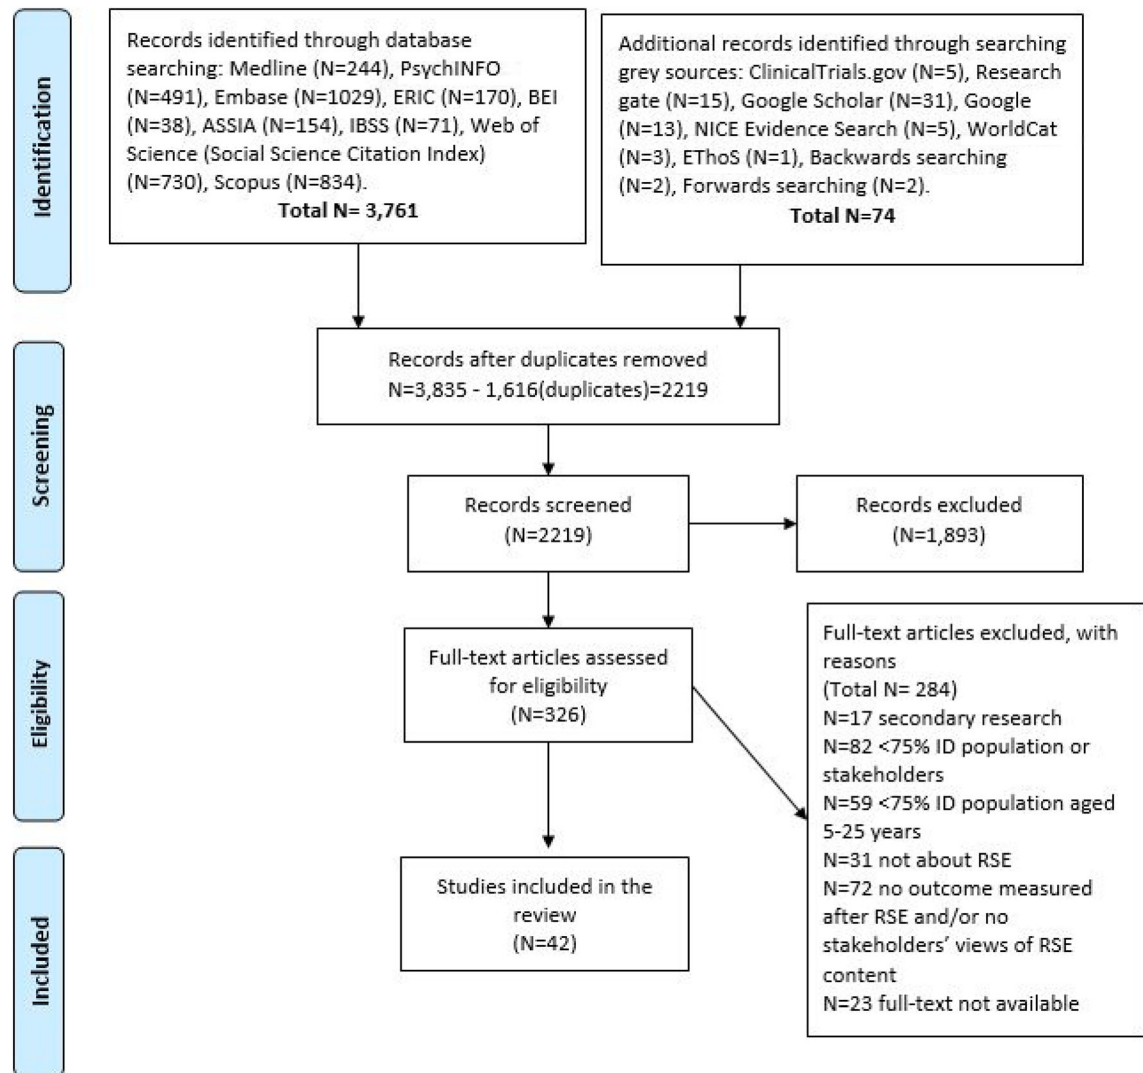 Identification
Records identified through database
searching: Medline (N=244), PsychINFO
(N=491), Embase (N=1029), ERIC (N=170), BEI
(N=38), ASSIA (N=154), IBSS (N=71), Web of
Science (Social Science Citation Index)
(N=730), Scopus (N=834).
Total N= 3,761
Additional records identified through searching
grey sources: ClinicalTrials.gov (N=5), Research
gate (N=15), Google Scholar (N=31), Google
(N=13), NICE Evidence Search (N=5), WorldCat
(N=3), EThoS (N=1), Backwards searching
(N=2), Forwards searching (N=2).
Total N=74
Screening
Records after duplicates removed
N=3,835 - 1,616(duplicates)=2219
Records screened
(N=2219)
Records excluded
(N=1,893)
Eligibility
Full-text articles assessed
for eligibility
(N=326)
Full-text articles excluded, with
reasons
(Total N= 284)
N=17 secondary research
N=82 <75% ID population or
stakeholders
N=59 <75% ID population aged
5-25 years
N=31 not about RSE
N=72 no outcome measured
after RSE and/or no
stakeholders’ views of RSE
content
N=23 full-text not available
Included
Studies included in the
review
(N=42)